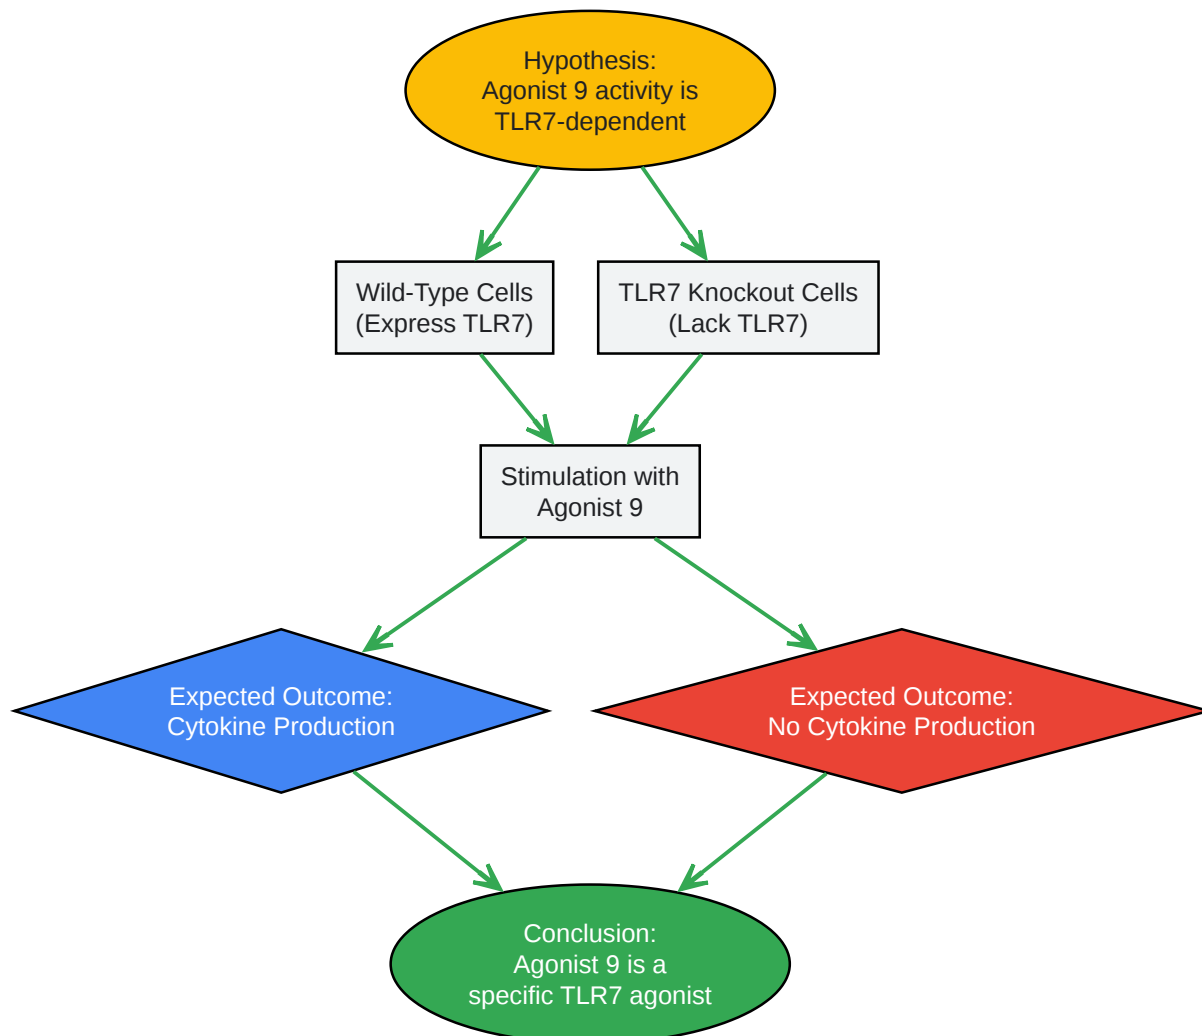 Hypothesis:
Agonist 9 activity is
TLR7-dependent
Wild-Type Cells
(Express TLR7)
TLR7 Knockout Cells
(Lack TLR7)
Stimulation with
Agonist 9
Expected Outcome:
Cytokine Production
Expected Outcome:
No Cytokine Production
Conclusion:
Agonist 9 is a
specific TLR7 agonist